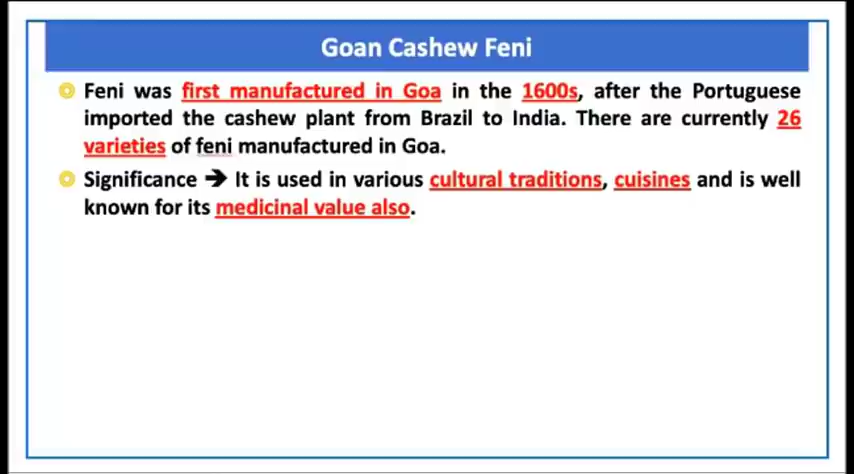 Goan Cashew Feni
Feni was first manufactured in Goa in the 1600s, after the Portuguese
imported the cashew plant from Brazil to India. There are currently 26
varieties of feni manufactured in Goa.
Significance ➔ It is used in various cultural traditions, cuisines and is well
known for its medicinal value also.